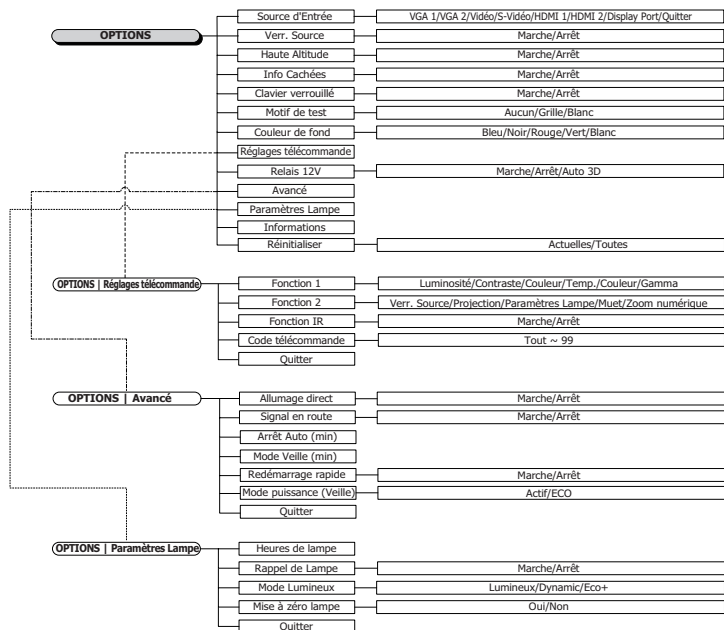 OPTIONS
Source d'Entrée VGA 1/VGA 2/Vidéo/S-Vidéo/HDMI 1/HDMI 2/Display Port/Quitter
Verr. Source Marche/Arrêt
Haute Altitude Marche/Arrêt
Info Cachées Marche/Arrêt
Clavier verrouillé Marche/Arrêt
Motif de test Aucun/Grille/Blanc
Couleur de fond Bleu/Noir/Rouge/Vert/Blanc
Réglages télécommande
Relais 12V Marche/Arrêt/Auto 3D
Avancé
Paramètres Lampe
Informations
Réinitialiser Actuelles/Toutes
OPTIONS | Réglages télécommande
Fonction 1 Luminosité/Contraste/Couleur/Temp./Couleur/Gamma
Fonction 2 Verr. Source/Projection/Paramètres Lampe/Muet/Zoom numérique
Fonction IR Marche/Arrêt
Code télécommande Tout ~ 99
Quitter
OPTIONS | Avancé
Allumage direct Marche/Arrêt
Signal en route Marche/Arrêt
Arrêt Auto (min)
Mode Veille (min)
Redémarrage rapide Marche/Arrêt
Mode puissance (Veille) Actif/ECO
Quitter
OPTIONS | Paramètres Lampe
Heures de lampe
Rappel de Lampe Marche/Arrêt
Mode Lumineux Lumineux/Dynamic/Eco+
Mise à zéro lampe Oui/Non
Quitter